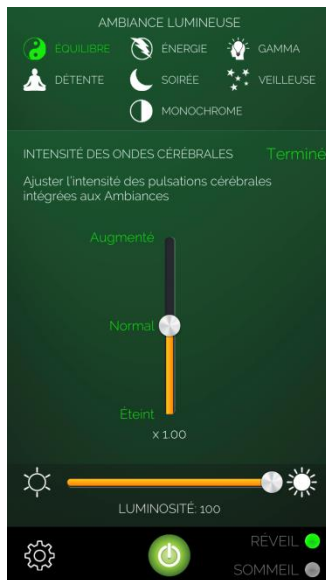 AMBIANCE LUMINEUSE
ÉQUILIBRE ÉNERGIE GAMMA
DÉTENTE SOIRÉE VEILLEUSE
MONOCHROME
INTENSITÉ DES ONDES CÉRÉBRALES Terminé
Ajuster l'intensité des pulsations cérébrales
intégrées aux Ambiances
Augmenté
Normal
Éteint
x 1.00
LUMINOSITÉ: 100
RÉVEIL
SOMMEIL